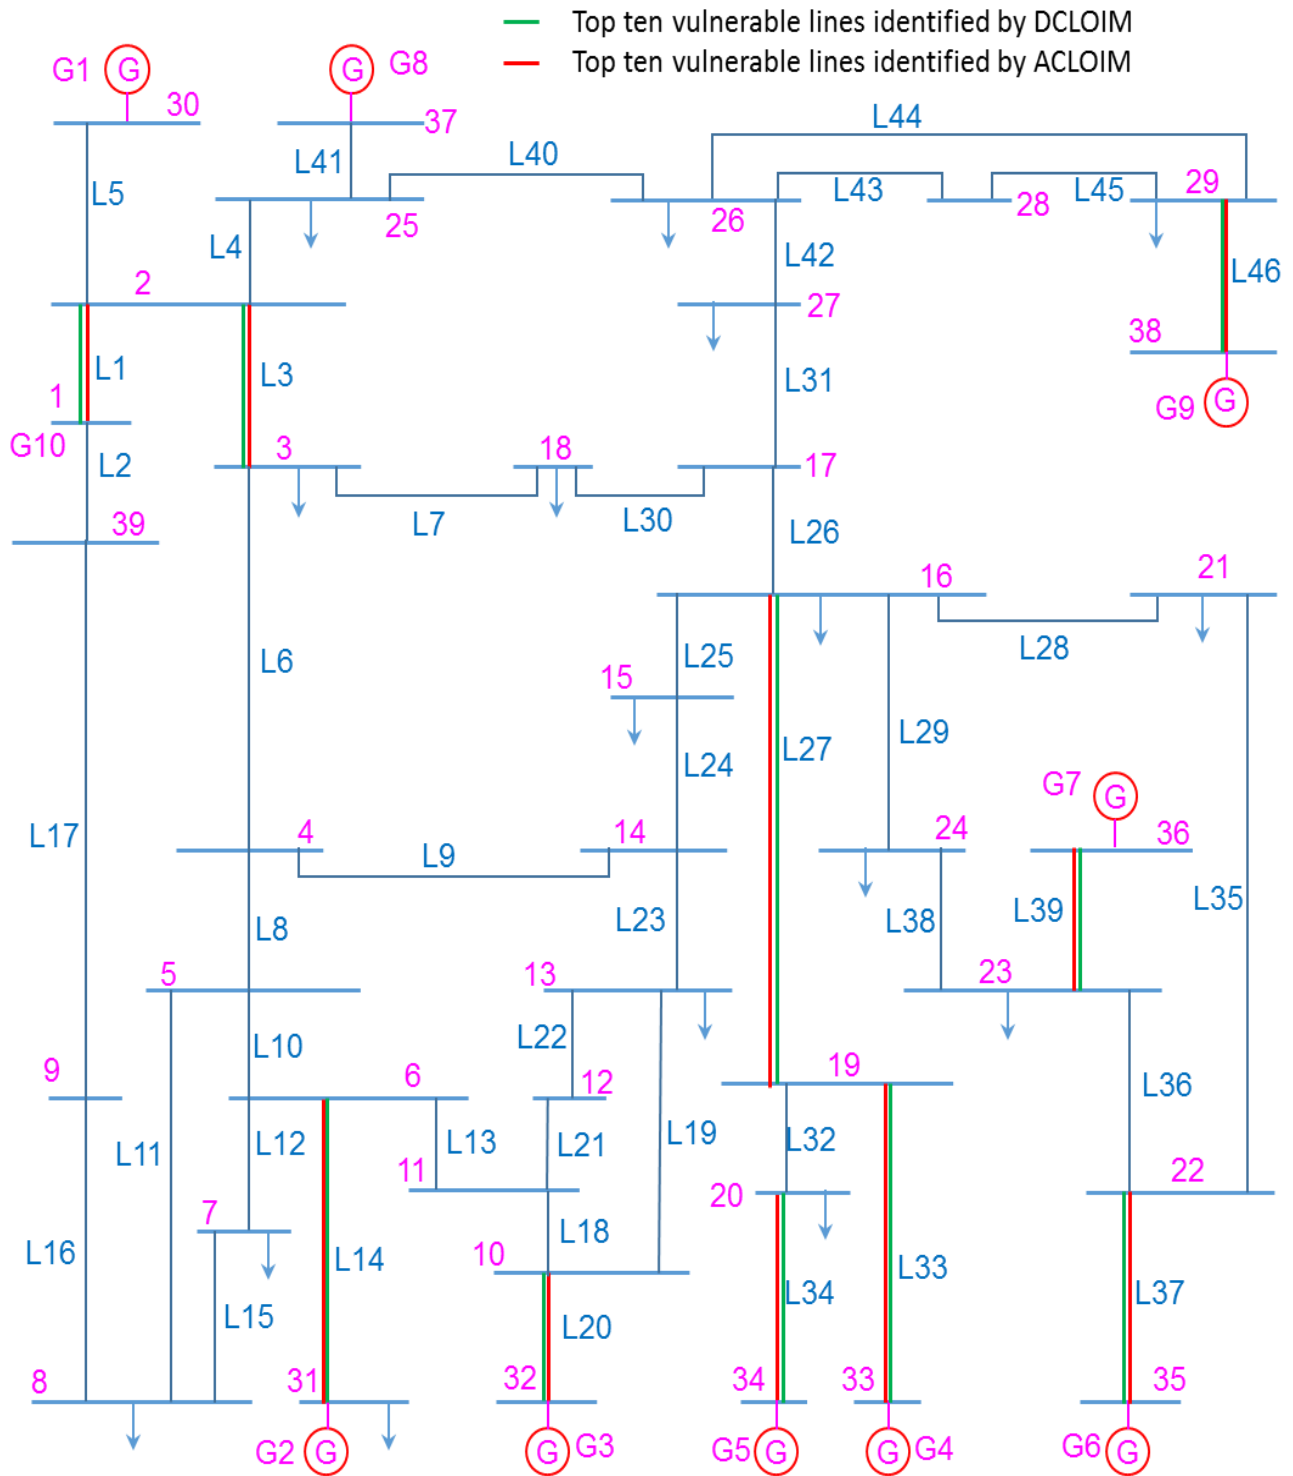 Top ten vulnerable lines identified by DCLOIM
Top ten vulnerable lines identified by ACLOIM
G1 G G G8
30 37
L44
L41 L40
L5 L43 L45 29
25 26 28
L4 L42 L46
2 27
38
L1 L3 L31 G9 G
1
G10 3 18 17
L2
39 L7 L30 L26
16 21
L6 L25 L28
15
L27 L29
L24
G7 G
L17 4 14 24 36
L9
L8 L23 L38 L39 L35
5 13 23
L10 L22
9 6 12 19 L36
L11 L12 L13 L21 L19 L32
11 20 22
7
L16 L14 10 L18 L33
L15 L20 L34 L37
8 31 32 34 33 35
G2 G G G3 G5 G G G4 G6 G